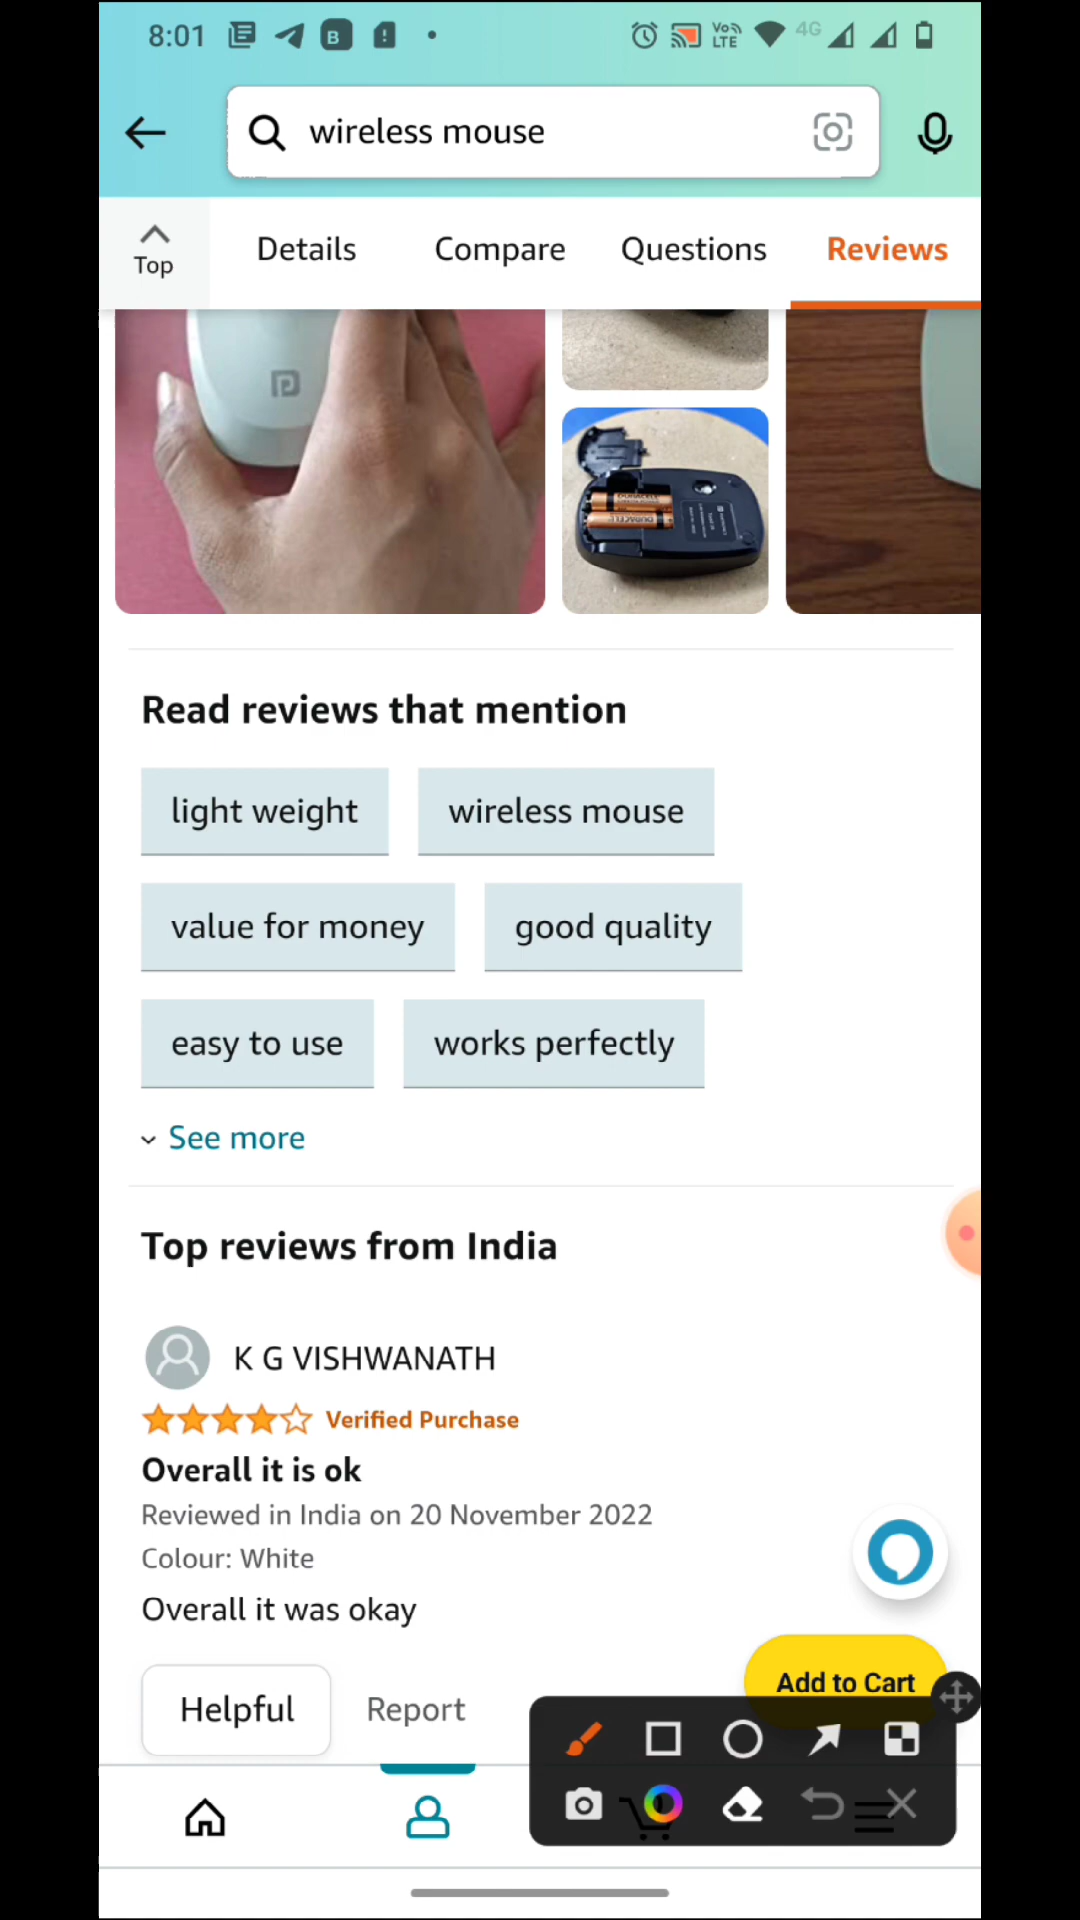 8:01
B
VoLTE
4G
wireless mouse
Top
Details
Compare
Questions
Reviews
DURACELL
Read reviews that mention
light weight
wireless mouse
value for money
good quality
easy to use
works perfectly
See more
Top reviews from India
K G VISHWANATH
Verified Purchase
Overall it is ok
Reviewed in India on 20 November 2022
Colour: White
Overall it was okay
Helpful
Report
Add to Cart